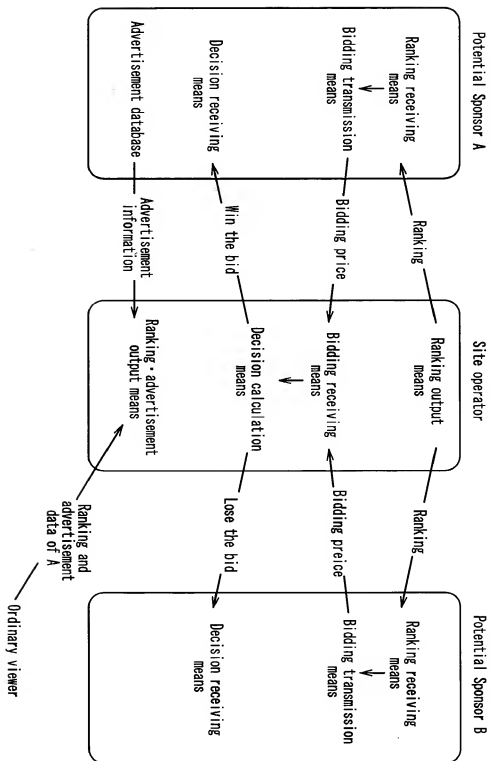 Potential Sponsor A
Ranking receiving
means
Bidding transmission
means
Decision receiving
means
Advertisement database
Ranking
Bidding price
Win the bid
Advertisement
information
Site operator
Ranking output
means
Bidding receiving
means
Decision calculation
means
Ranking・advertisement
output means
Ranking
Bidding preice
Lose the bid
Ranking and
advertisement
data of A
Ordinary viewer
Potential Sponsor B
Ranking receiving
means
Bidding transmission
means
Decision receiving
means